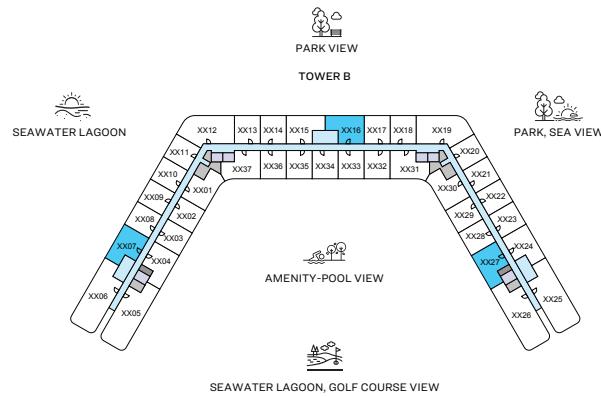 PARK VIEW
TOWER B
SEAWATER LAGOON
PARK, SEA VIEW
XX12
XX13
XX14
XX15
XX16
XX17
XX18
XX19
XX11
XX20
XX10
XX01
XX37
XX36
XX35
XX34
XX33
XX32
XX31
XX30
XX21
XX09
XX02
XX29
XX22
XX08
XX03
XX28
XX23
XX07
XX04
XX27
XX24
XX06
XX05
XX26
XX25
AMENITY-POOL VIEW
SEAWATER LAGOON, GOLF COURSE VIEW